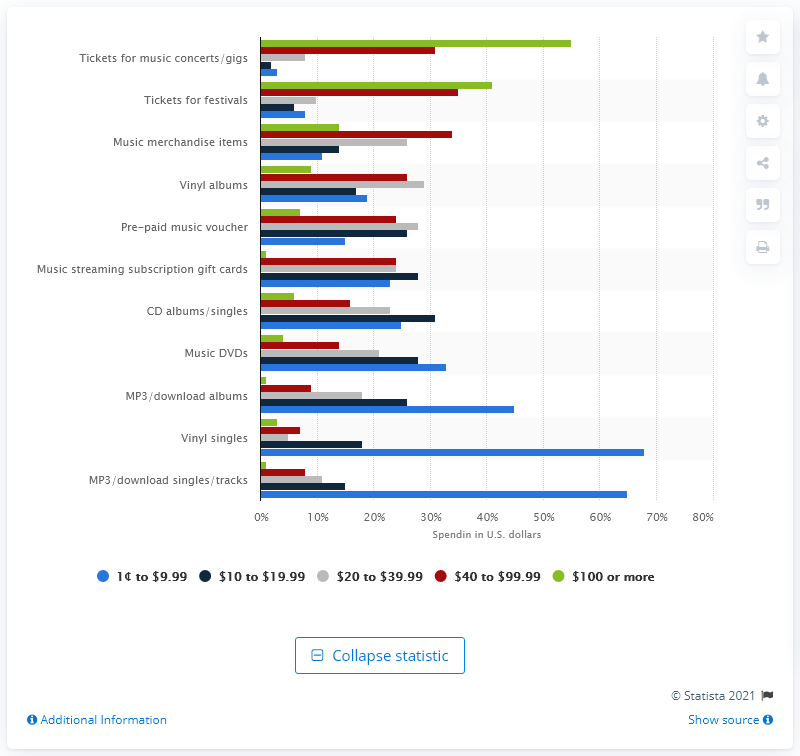 Tickets for music concerts/gigs
Tickets for festivals
Music merchandise items
Vinyl albums
Pre-paid music voucher
Music streaming subscription gift cards
CD albums/singles
Music DVDs
MP3/download albums
Vinyl singles
MP3/download singles/tracks
0% 10% 20% 30% 40% 50% 60% 70% 80%
Spendin in U.S. dollars
1¢ to $9.99 $10 to $19.99 $20 to $39.99 $40 to $99.99 $100 or more
Collapse statistic
© Statista 2021
Additional Information Show source